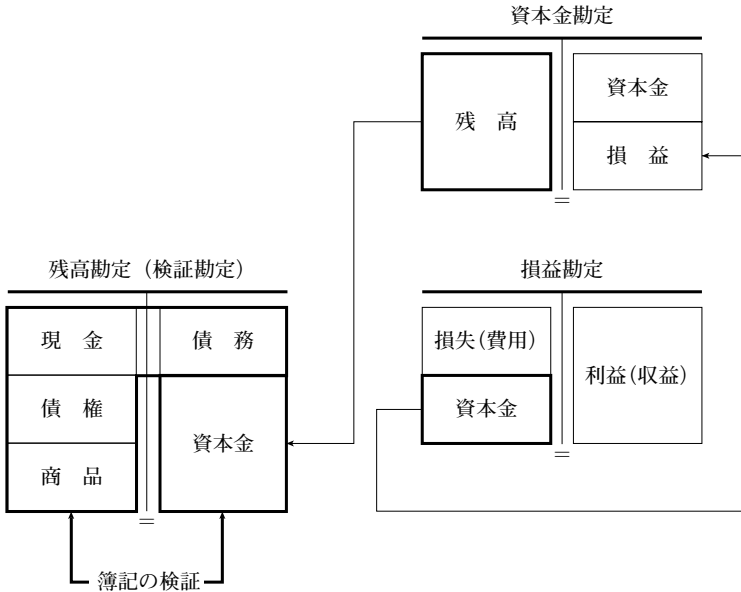 資本金勘定
残　高
資本金
損　益
＝
残高勘定（検証勘定）
現　金
債　務
債　権
資本金
商　品
＝
簿記の検証
損益勘定
損失（費用）
利益（収益）
資本金
＝